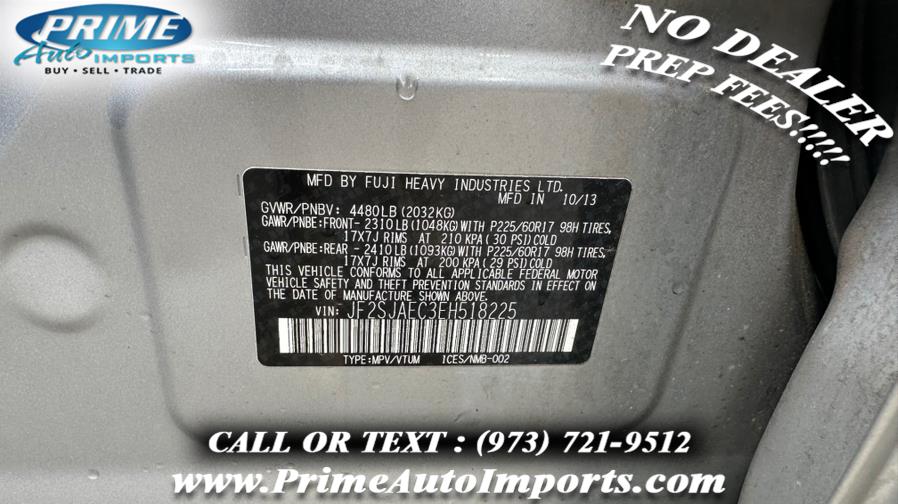 PRIME
Auto IMPORTS
BUY • SELL • TRADE
NO DEALER
PREP FEES!!!!!
MFD BY FUJI HEAVY INDUSTRIES LTD.
MFD IN 10/13
GVWR/PNBV: 4480LB(2032KG)
GAWR/PNBE:FRONT-2310LB(1048KG)WITH P225/60R17 98H TIRES,
17X7J RIMS AT 210 KPA(30 PSI)COLD
GAWR/PNBE:REAR -2410LB(1093KG)WITH P225/60R17 98H TIRES,
17X7J RIMS AT 200 KPA(29 PSI)COLD
THIS VEHICLE CONFORMS TO ALL APPLICABLE FEDERAL MOTOR
VEHICLE SAFETY AND THEFT PREVENTION STANDARDS IN EFFECT ON
THE DATE OF MANUFACTURE SHOWN ABOVE.
VIN: JF2SJAEC3EH518225
TYPE:MPV/VTUM ICES/NMB-002
CALL OR TEXT : (973) 721-9512
www.PrimeAutoImports.com